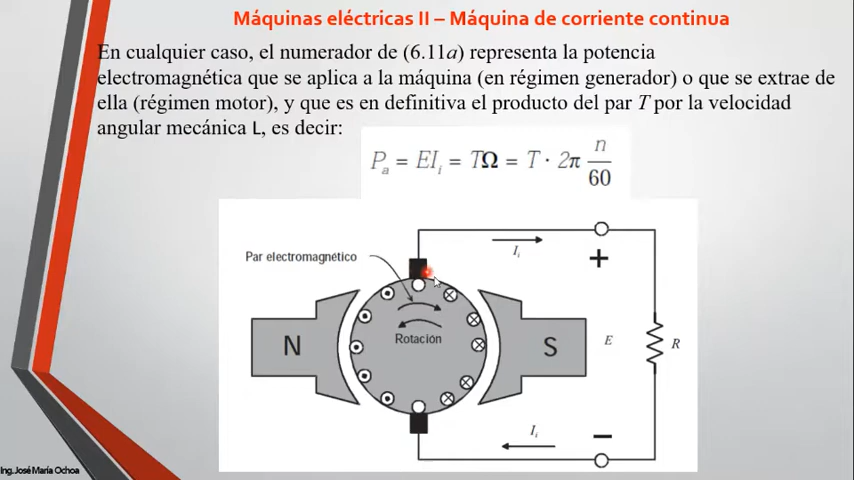 Máquinas eléctricas II – Máquina de corriente continua
En cualquier caso, el numerador de (6.11a) representa la potencia
electromagnética que se aplica a la máquina (en régimen generador) o que se extrae de
ella (régimen motor), y que es en definitiva el producto del par T por la velocidad
angular mecánica L, es decir:
Pₐ = EIᵢ = TΩ = T · 2π n/60
Par electromagnético
Iᵢ
+
N
Rotación
S
E
R
Iᵢ
−
Ing. José María Ochoa